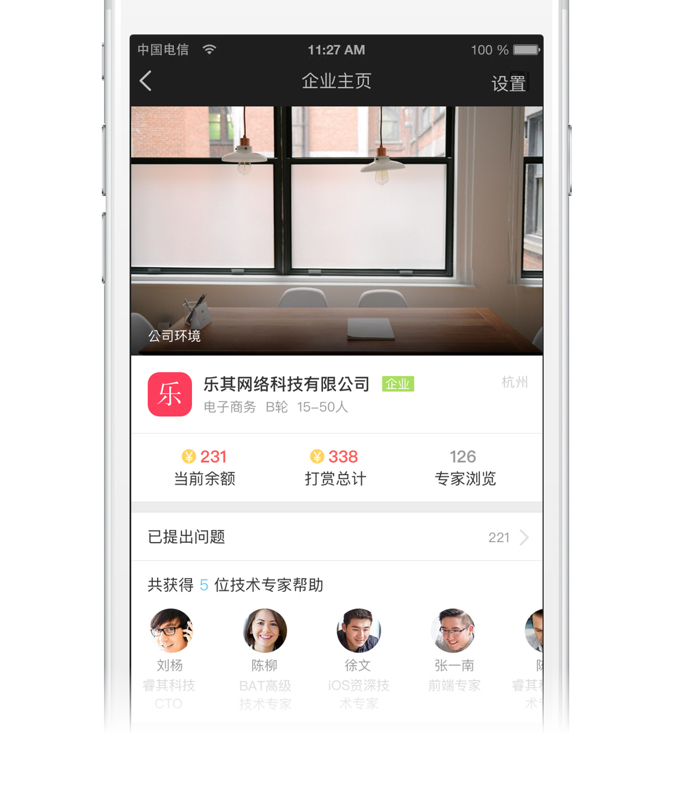 中国电信 11:27 AM 100 %
企业主页 设置
公司环境
乐 乐其网络科技有限公司 企业 杭州
电子商务 B轮 15-50人
¥ 231 ¥ 338 126
当前余额 打赏总计 专家浏览
已提出问题 221
共获得 5 位技术专家帮助
刘杨 陈柳 徐文 张一南
睿其科技 BAT高级 iOS资深技 前端专家 睿其
CTO 技术专家 术专家